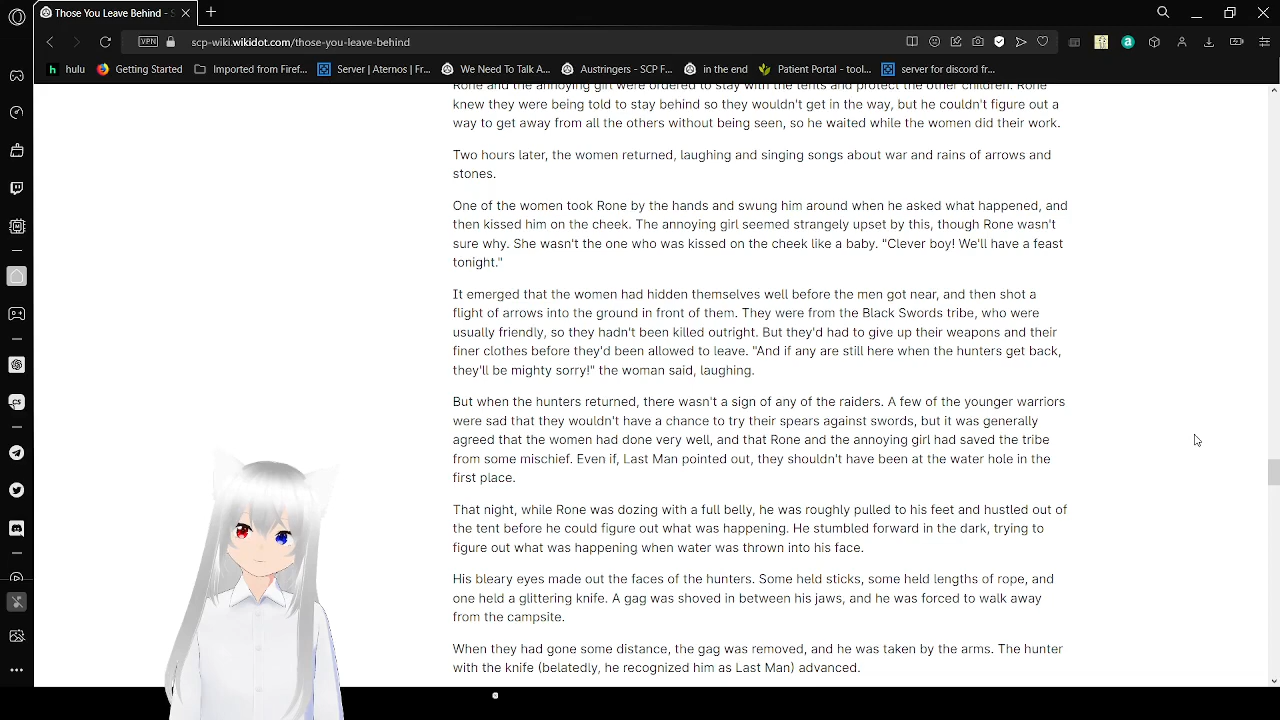 Those You Leave Behind - S
VPN
scp-wiki.wikidot.com/those-you-leave-behind
hulu
Getting Started
Imported from Firef...
Server | Aternos | Fr...
We Need To Talk A...
Austringers - SCP F...
in the end
Patient Portal - tool...
server for discord fr...
Rone and the annoying girl were ordered to stay with the tents and protect the other children. Rone
knew they were being told to stay behind so they wouldn't get in the way, but he couldn't figure out a
way to get away from all the others without being seen, so he waited while the women did their work.
Two hours later, the women returned, laughing and singing songs about war and rains of arrows and
stones.
One of the women took Rone by the hands and swung him around when he asked what happened, and
then kissed him on the cheek. The annoying girl seemed strangely upset by this, though Rone wasn't
sure why. She wasn't the one who was kissed on the cheek like a baby. "Clever boy! We'll have a feast
tonight."
It emerged that the women had hidden themselves well before the men got near, and then shot a
flight of arrows into the ground in front of them. They were from the Black Swords tribe, who were
usually friendly, so they hadn't been killed outright. But they'd had to give up their weapons and their
finer clothes before they'd been allowed to leave. "And if any are still here when the hunters get back,
they'll be mighty sorry!" the woman said, laughing.
But when the hunters returned, there wasn't a sign of any of the raiders. A few of the younger warriors
were sad that they wouldn't have a chance to try their spears against swords, but it was generally
agreed that the women had done very well, and that Rone and the annoying girl had saved the tribe
from some mischief. Even if, Last Man pointed out, they shouldn't have been at the water hole in the
first place.
That night, while Rone was dozing with a full belly, he was roughly pulled to his feet and hustled out of
the tent before he could figure out what was happening. He stumbled forward in the dark, trying to
figure out what was happening when water was thrown into his face.
His bleary eyes made out the faces of the hunters. Some held sticks, some held lengths of rope, and
one held a glittering knife. A gag was shoved in between his jaws, and he was forced to walk away
from the campsite.
When they had gone some distance, the gag was removed, and he was taken by the arms. The hunter
with the knife (belatedly, he recognized him as Last Man) advanced.